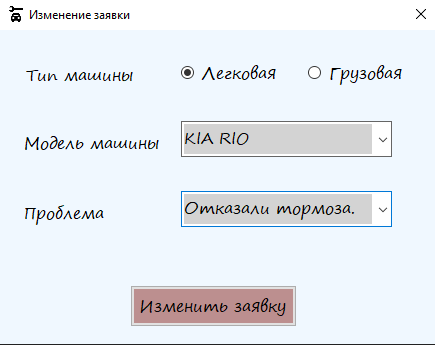 Изменение заявки
Тип машины Легковая Грузовая
Модель машины KIA RIO
Проблема Отказали тормоза.
Изменить заявку